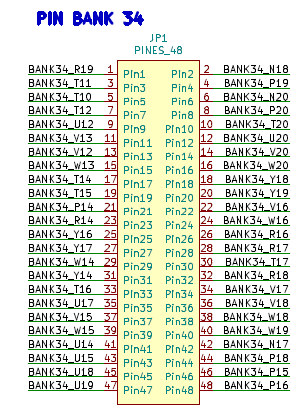 PIN BANK 34
JP1
PINES_48
BANK34_R19 1 Pin1 Pin2 2 BANK34_N18
BANK34_T11 3 Pin3 Pin4 4 BANK34_P19
BANK34_T10 5 Pin5 Pin6 6 BANK34_N20
BANK34_T12 7 Pin7 Pin8 8 BANK34_P20
BANK34_U12 9 Pin9 Pin10 10 BANK34_T20
BANK34_V13 11 Pin11 Pin12 12 BANK34_U20
BANK34_V12 13 Pin13 Pin14 14 BANK34_V20
BANK34_W13 15 Pin15 Pin16 16 BANK34_W20
BANK34_T14 17 Pin17 Pin18 18 BANK34_Y18
BANK34_T15 19 Pin19 Pin20 20 BANK34_Y19
BANK34_P14 21 Pin21 Pin22 22 BANK34_V16
BANK34_R14 23 Pin23 Pin24 24 BANK34_W16
BANK34_Y16 25 Pin25 Pin26 26 BANK34_R16
BANK34_Y17 27 Pin27 Pin28 28 BANK34_R17
BANK34_W14 29 Pin29 Pin30 30 BANK34_T17
BANK34_Y14 31 Pin31 Pin32 32 BANK34_R18
BANK34_T16 33 Pin33 Pin34 34 BANK34_V17
BANK34_U17 35 Pin35 Pin36 36 BANK34_V18
BANK34_V15 37 Pin37 Pin38 38 BANK34_W18
BANK34_W15 39 Pin39 Pin40 40 BANK34_W19
BANK34_U14 41 Pin41 Pin42 42 BANK34_N17
BANK34_U15 43 Pin43 Pin44 44 BANK34_P18
BANK34_U18 45 Pin45 Pin46 46 BANK34_P15
BANK34_U19 47 Pin47 Pin48 48 BANK34_P16